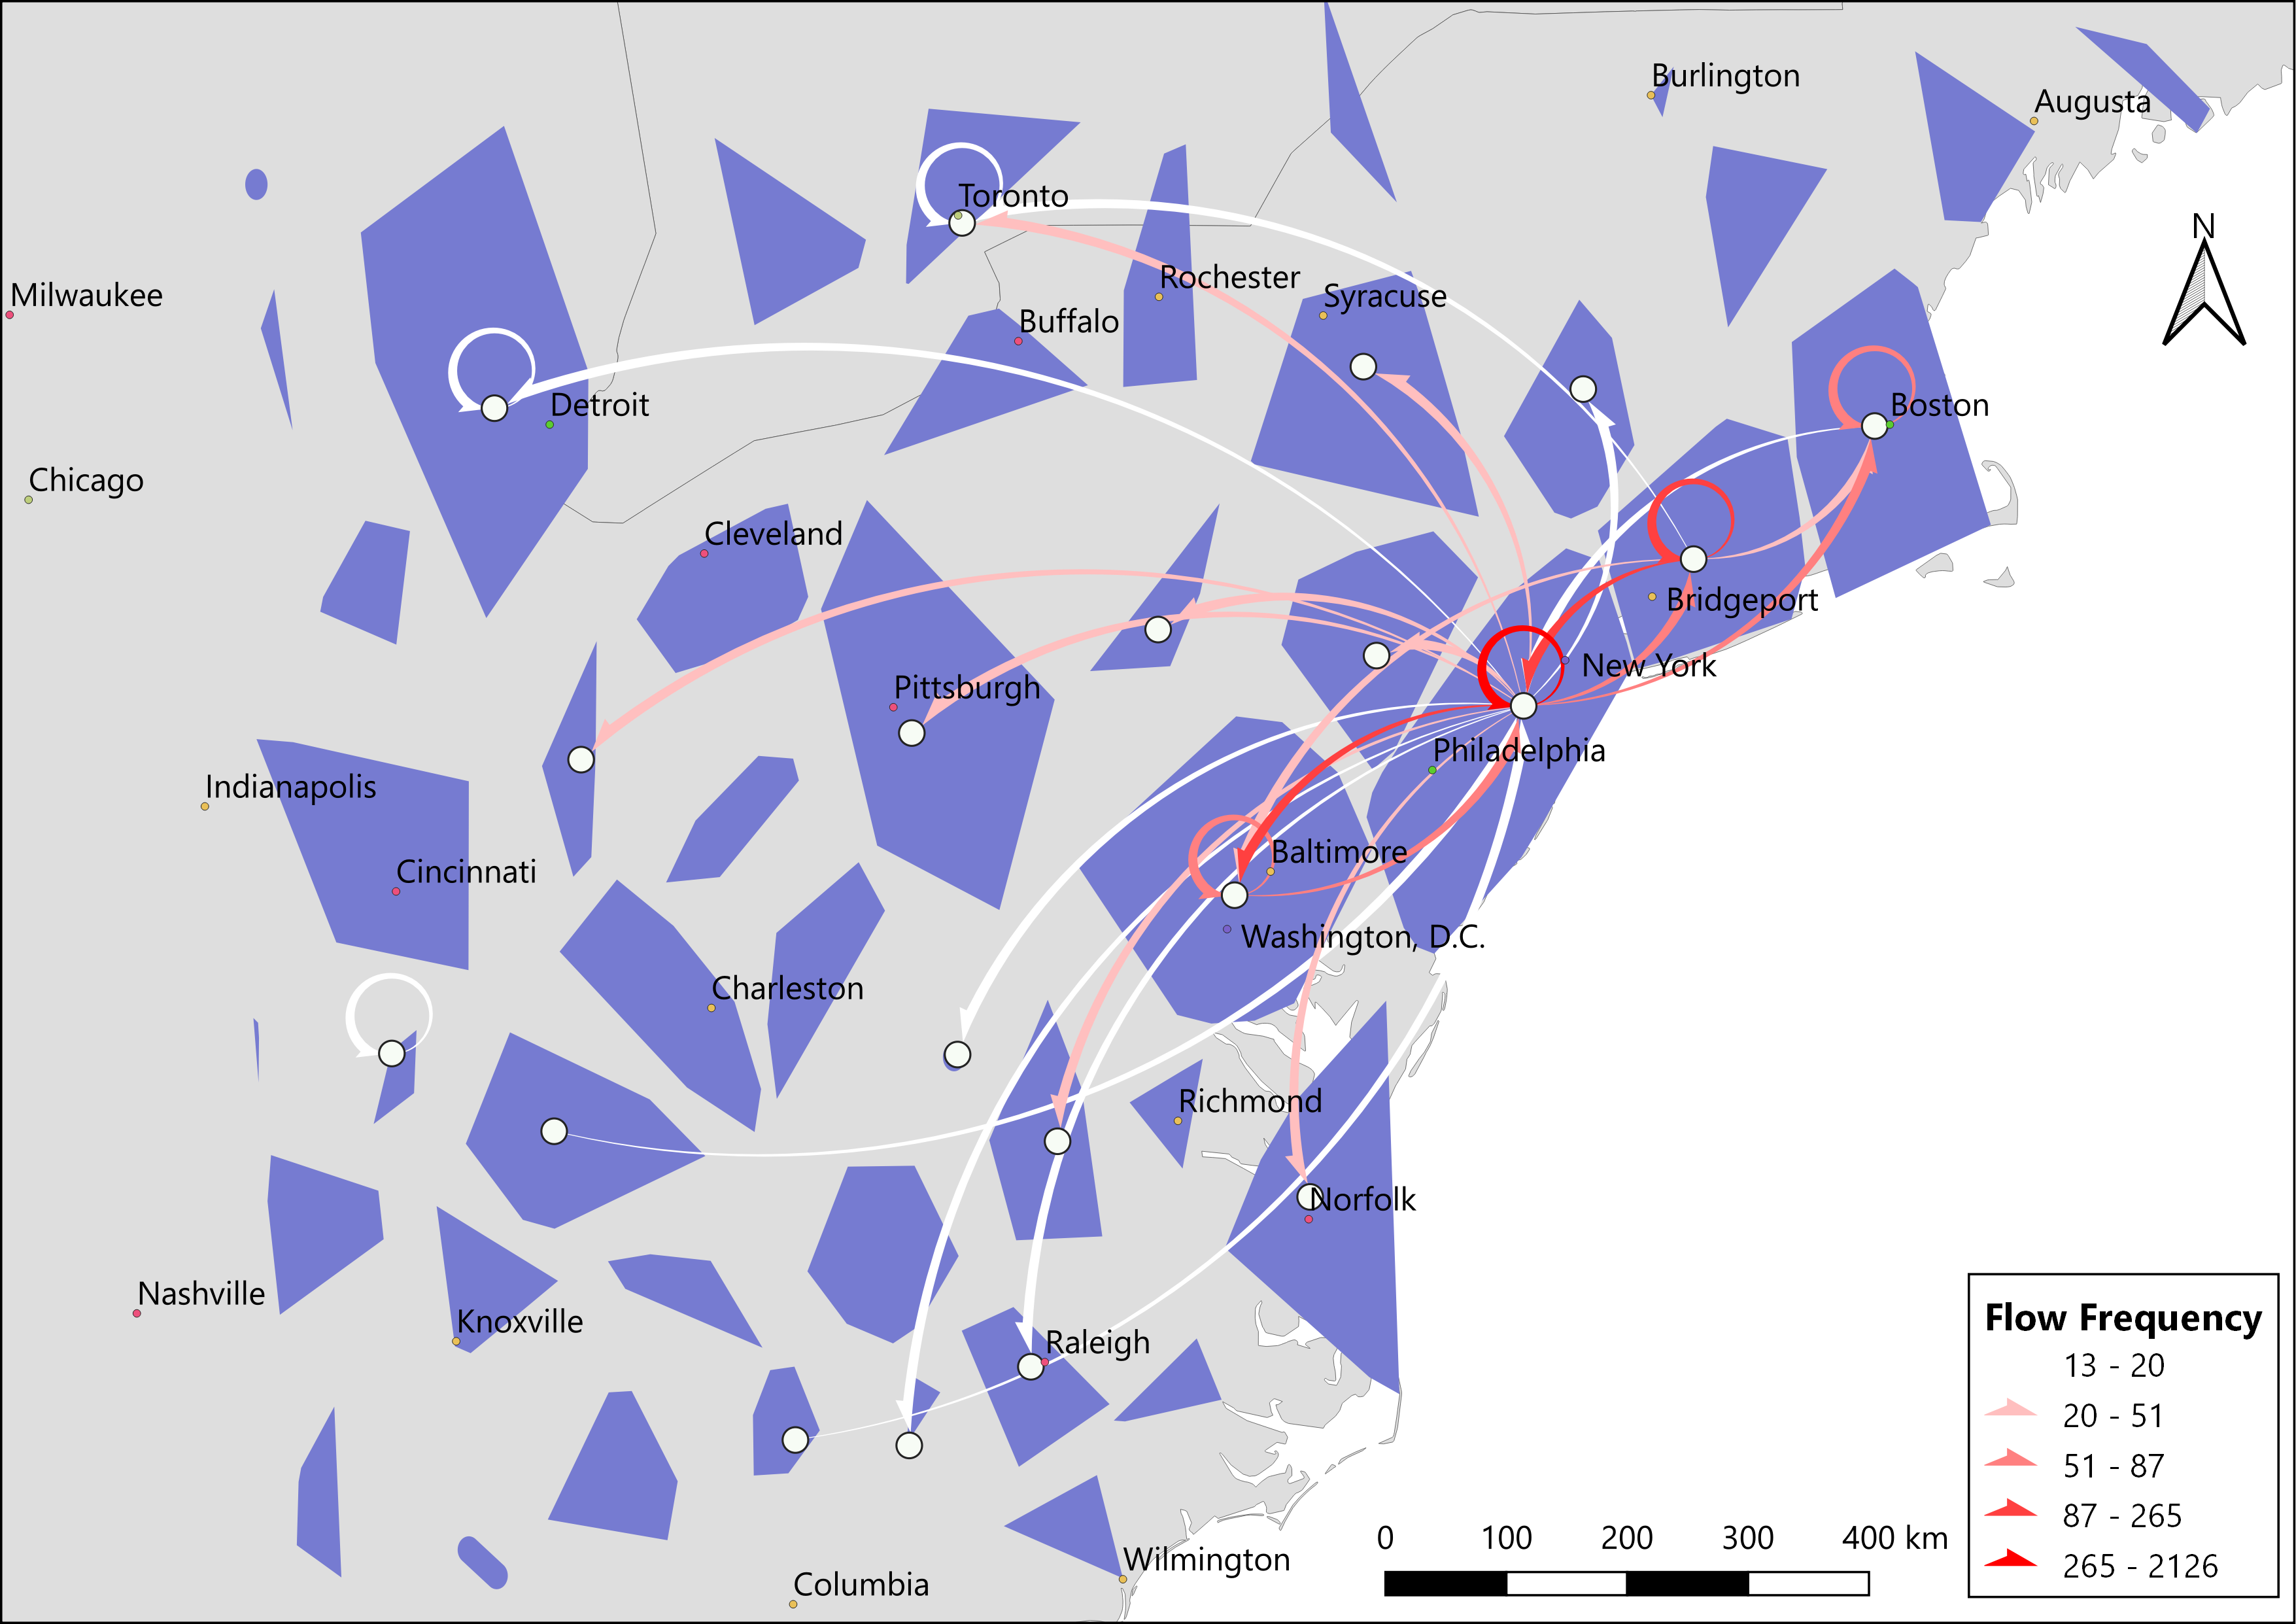 Burlington
Augusta
Toronto
N
Milwaukee
Rochester
Syracuse
Buffalo
Detroit
Boston
Chicago
Cleveland
Bridgeport
New York
Pittsburgh
Philadelphia
Indianapolis
Cincinnati
Baltimore
Washington, D.C.
Charleston
Richmond
Norfolk
Nashville
Knoxville
Raleigh
Wilmington
Columbia
0 100 200 300 400 km
Flow Frequency
13 - 20
20 - 51
51 - 87
87 - 265
265 - 2126